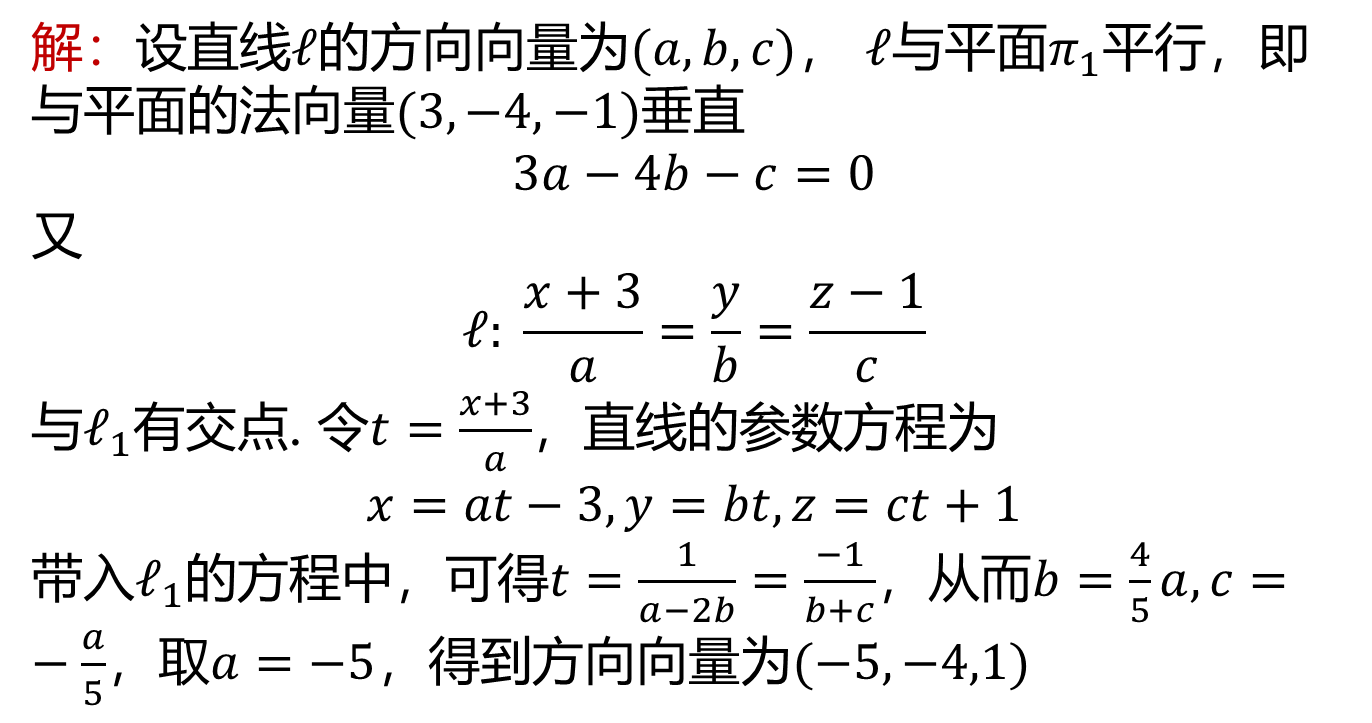 解：设直线ℓ的方向向量为(a, b, c)， ℓ与平面π₁平行，即
与平面的法向量(3, −4, −1)垂直
3a − 4b − c = 0
又
ℓ: (x + 3)/a = y/b = (z − 1)/c
与ℓ₁有交点. 令t = (x+3)/a，直线的参数方程为
x = at − 3, y = bt, z = ct + 1
带入ℓ₁的方程中，可得t = 1/(a−2b) = −1/(b+c)，从而b = 4/5 a, c =
− a/5，取a = −5，得到方向向量为(−5, −4,1)